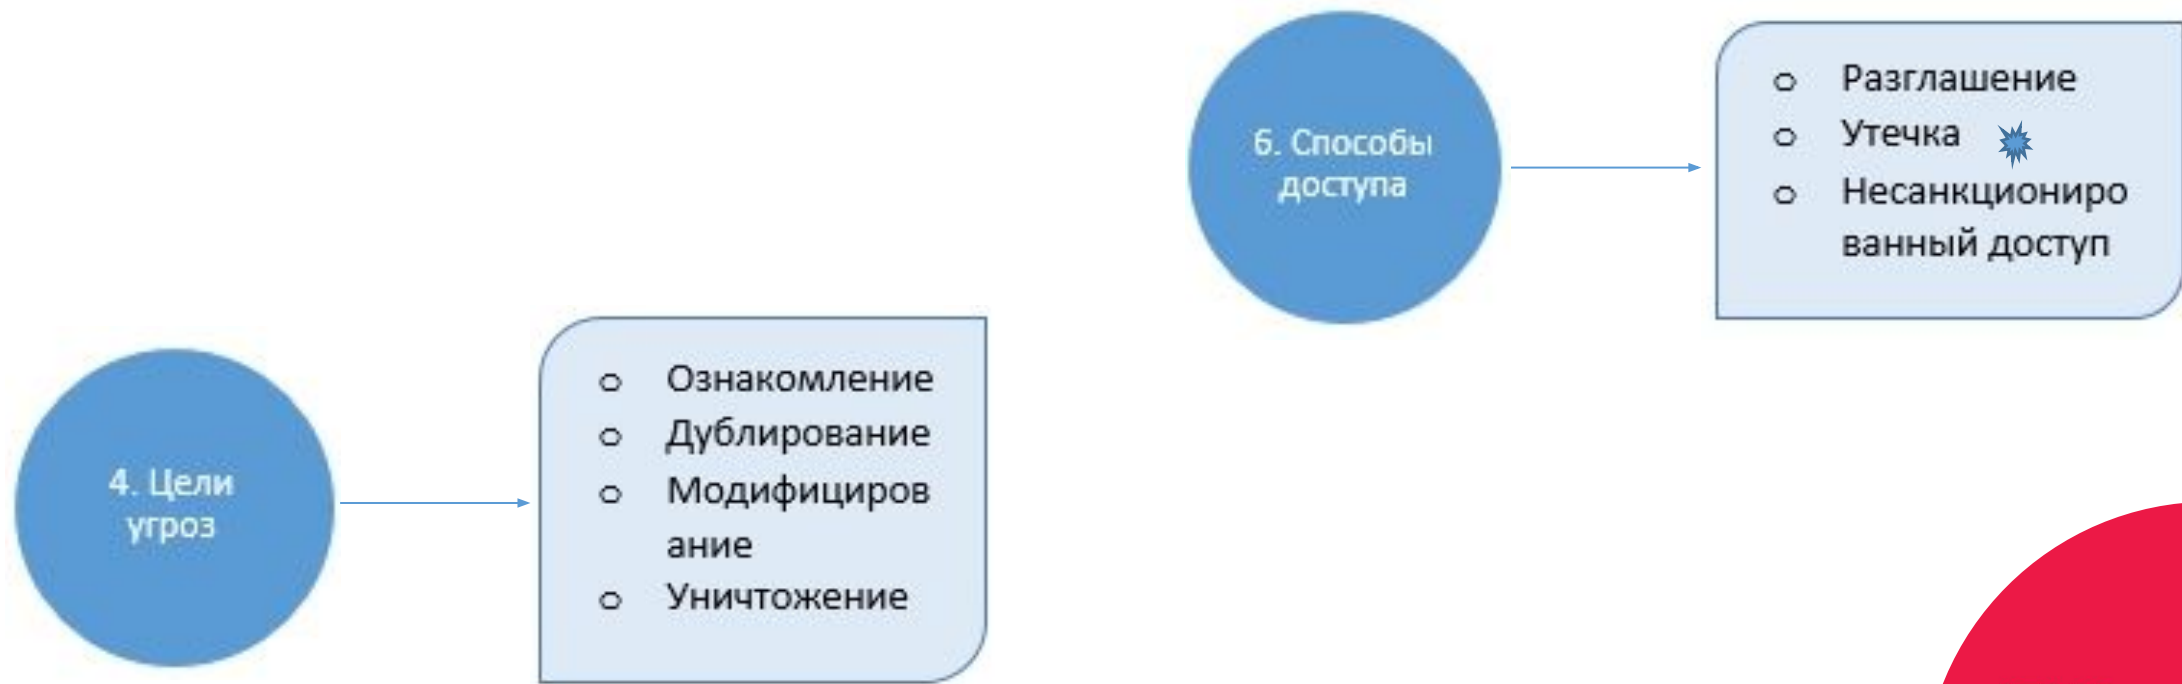 6. Способы
доступа
o Разглашение
o Утечка
o Несанкциониро
ванный доступ
4. Цели
угроз
o Ознакомление
o Дублирование
o Модифициров
ание
o Уничтожение